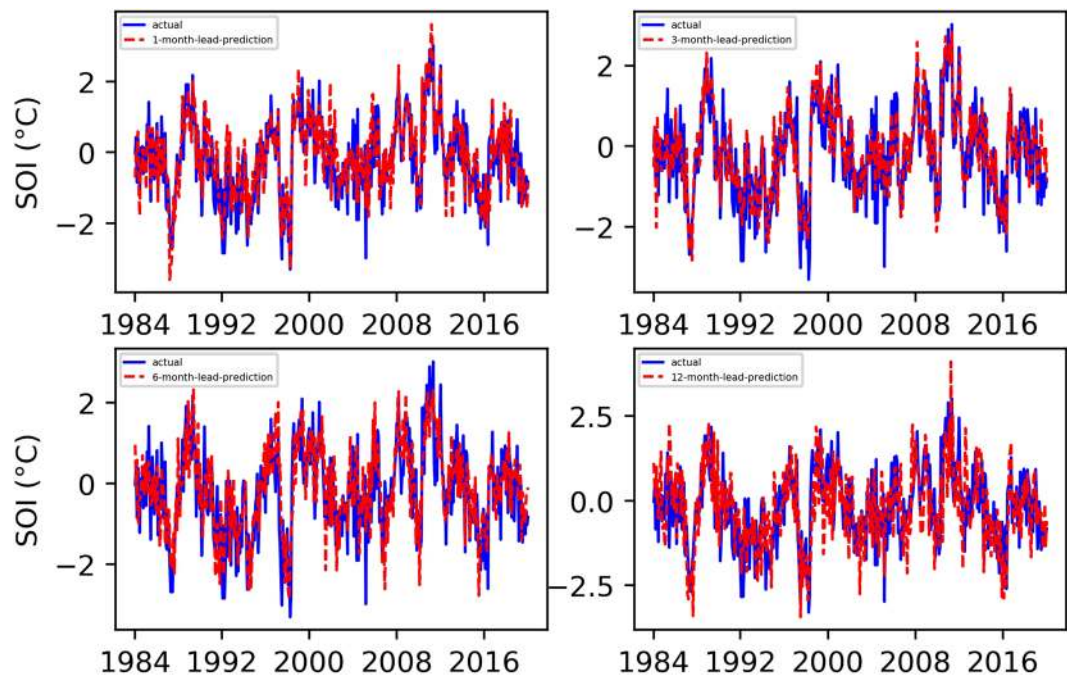 actual
1-month-lead-prediction
actual
3-month-lead-prediction
SOI (°C)
2
0
−2
2
0
−2
1984 1992 2000 2008 2016
1984 1992 2000 2008 2016
actual
6-month-lead-prediction
actual
12-month-lead-prediction
SOI (°C)
2
0
−2
2.5
0.0
−2.5
1984 1992 2000 2008 2016
1984 1992 2000 2008 2016